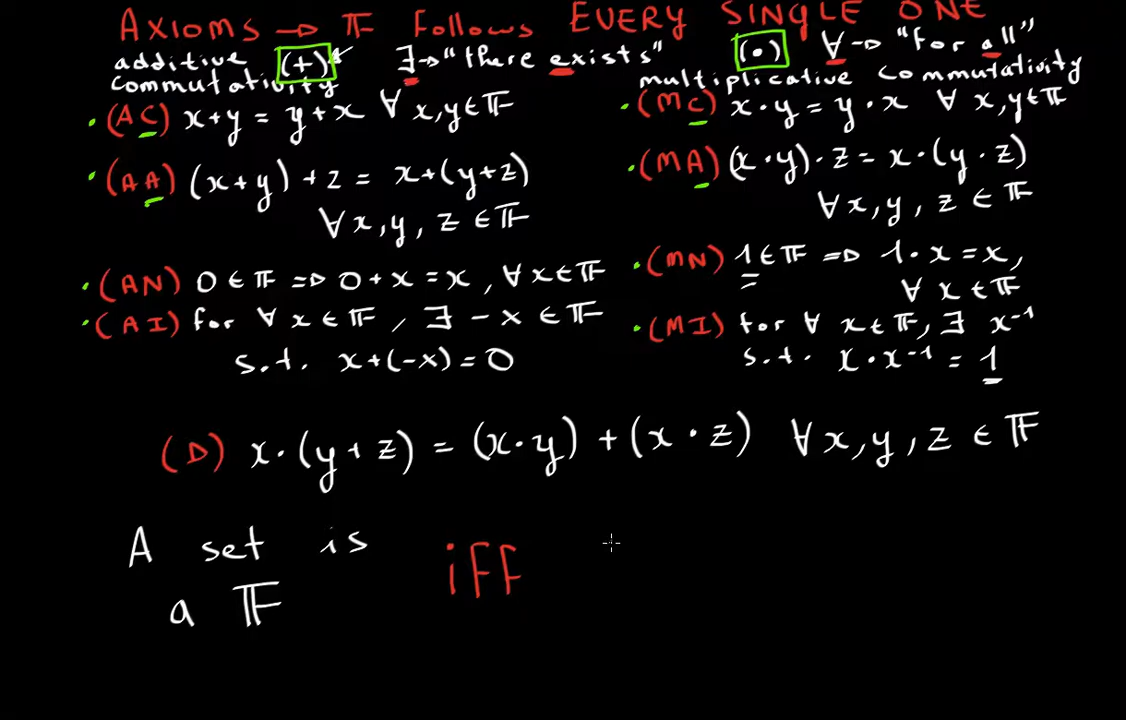 AXIOMS → 𝔽 FOLLOWS EVERY SINGLE ONE
additive (+) ∃→"there exists" (•) ∀→"for all"
commutativity multiplicative commutativity
• (AC) x+y = y+x ∀ x,y∈𝔽
• (MC) x·y = y·x ∀ x,y∈𝔽
• (AA) (x+y)+z = x+(y+z)
∀x,y,z ∈𝔽
• (MA) (x·y)·z = x·(y·z)
∀x,y,z ∈ 𝔽
• (AN) 0 ∈ 𝔽 ⇒ 0+x=x, ∀x∈𝔽
• (MN) 1∈𝔽 ⇒ 1·x=x,
∀ x ∈ 𝔽
• (AI) for ∀ x∈𝔽, ∃ -x ∈ 𝔽
s.t. x+(-x)=0
• (MI) for ∀ x∈𝔽, ∃ x⁻¹
s.t. x·x⁻¹ = 1
(D) x·(y+z) = (x·y) + (x·z) ∀x,y,z ∈ 𝔽
A set is
a 𝔽
iFF